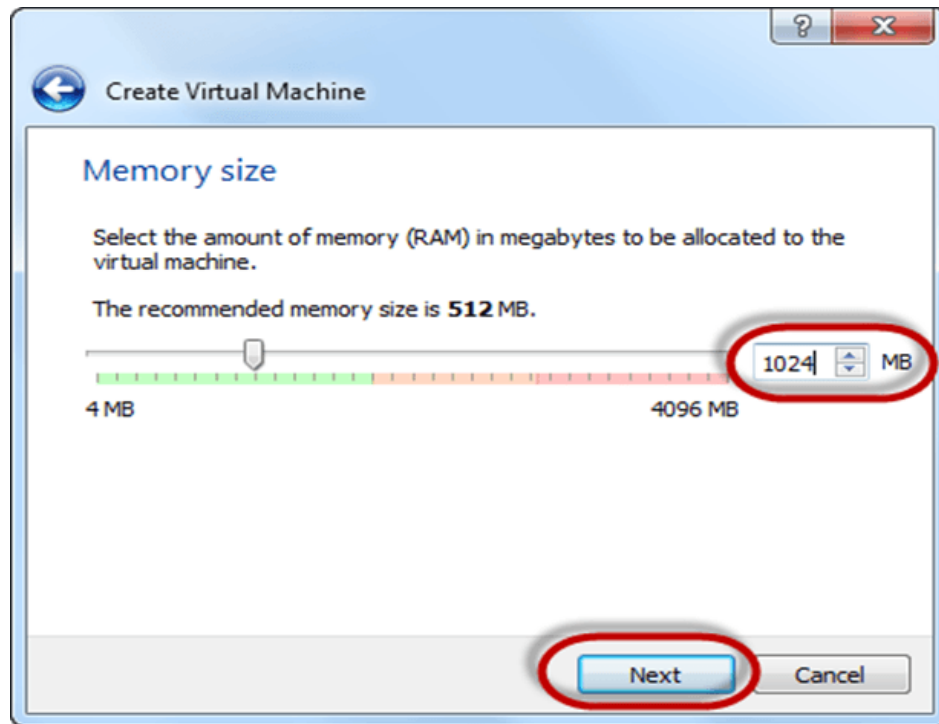 ?
Create Virtual Machine
Memory size
Select the amount of memory (RAM) in megabytes to be allocated to the
virtual machine.
The recommended memory size is 512 MB.
1024 MB
4 MB 4096 MB
Next Cancel